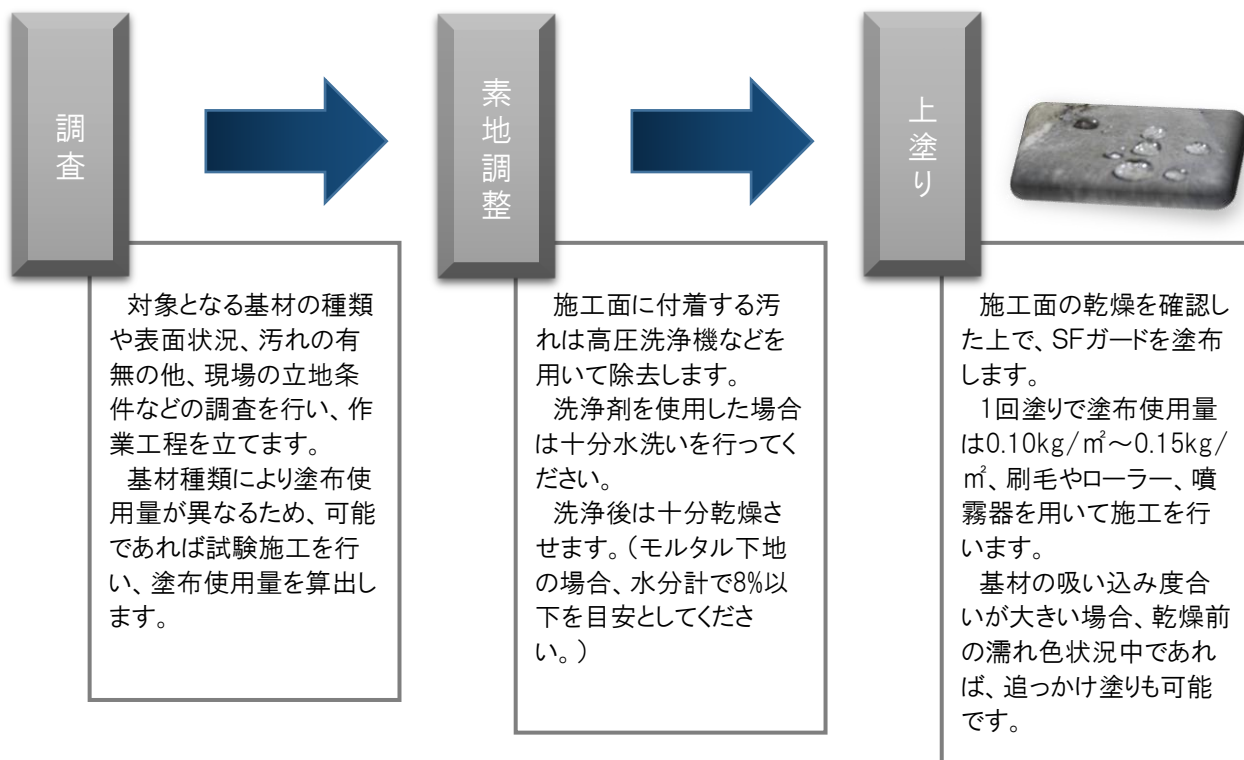 調査
対象となる基材の種類
や表面状況、汚れの有
無の他、現場の立地条
件などの調査を行い、作
業工程を立てます。
基材種類により塗布使
用量が異なるため、可能
であれば試験施工を行
い、塗布使用量を算出し
ます。
素地調整
施工面に付着する汚
れは高圧洗浄機などを
用いて除去します。
洗浄剤を使用した場合
は十分水洗いを行ってく
ださい。
洗浄後は十分乾燥さ
せます。(モルタル下地
の場合、水分計で8%以
下を目安としてくださ
い。)
上塗り
施工面の乾燥を確認し
た上で、SFガードを塗布
します。
1回塗りで塗布使用量
は0.10kg/㎡～0.15kg/
㎡、刷毛やローラー、噴
霧器を用いて施工を行
います。
基材の吸い込み度合
いが大きい場合、乾燥前
の濡れ色状況中であれ
ば、追っかけ塗りも可能
です。